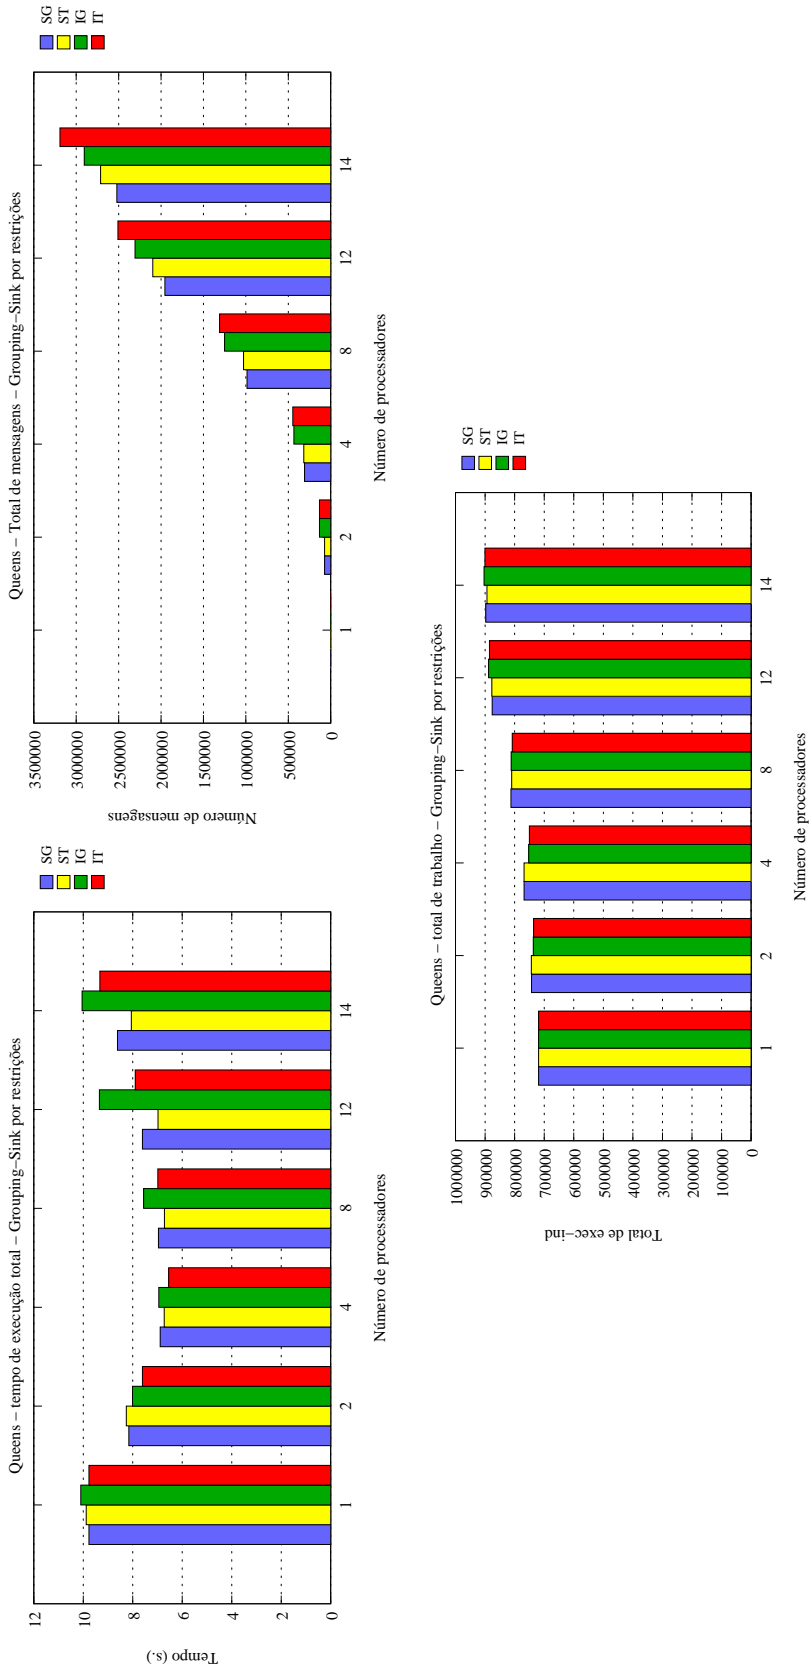 Queens – tempo de execução total – Grouping–Sink por restrições
SG
ST
IG
IT
12
10
8
6
4
2
0
Tempo (s.)
1
2
4
8
12
14
Número de processadores
Queens – Total de mensagens – Grouping–Sink por restrições
SG
ST
IG
IT
3500000
3000000
2500000
2000000
1500000
1000000
500000
0
Número de mensagens
1
2
4
8
12
14
Número de processadores
Queens – total de trabalho – Grouping–Sink por restrições
SG
ST
IG
IT
1000000
900000
800000
700000
600000
500000
400000
300000
200000
100000
0
Total de exec–ind
1
2
4
8
12
14
Número de processadores